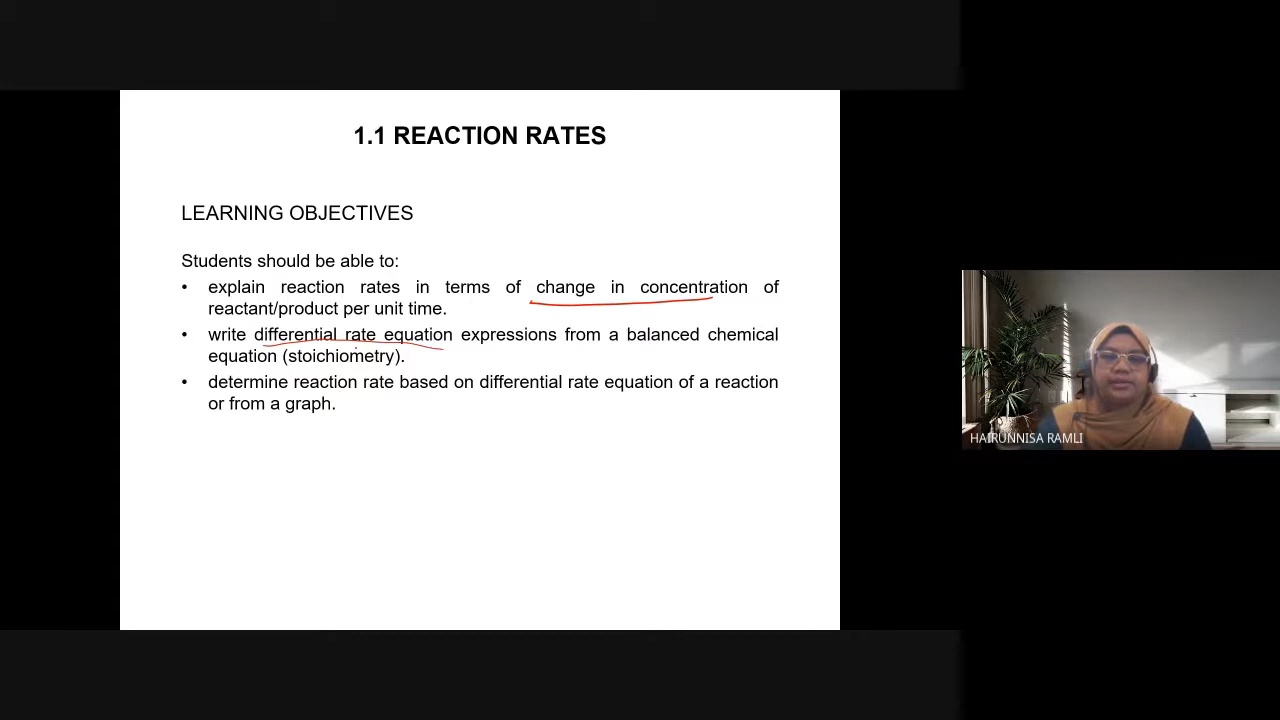 1.1 REACTION RATES
LEARNING OBJECTIVES
Students should be able to:
• explain reaction rates in terms of change in concentration of
reactant/product per unit time.
• write differential rate equation expressions from a balanced chemical
equation (stoichiometry).
• determine reaction rate based on differential rate equation of a reaction
or from a graph.
HAIRUNNISA RAMLI